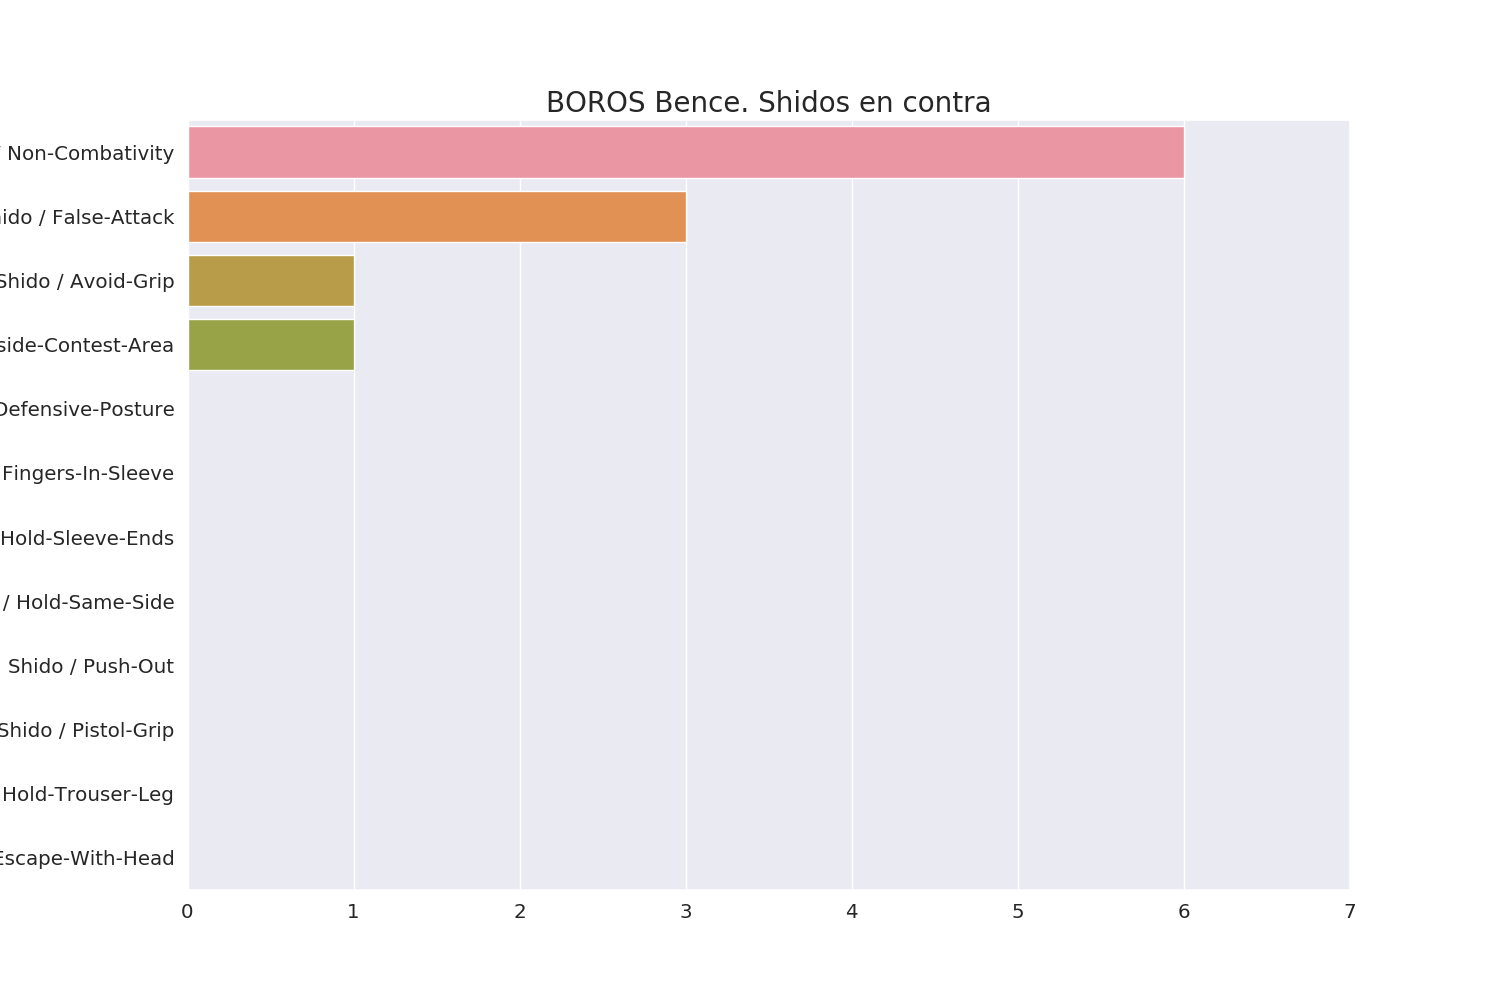 BOROS Bence. Shidos en contra
/ Non-Combativity
/ False-Attack
Shido / Avoid-Grip
Contest-Area
Defensive-Posture
Fingers-In-Sleeve
Hold-Sleeve-Ends
/ Hold-Same-Side
Shido / Push-Out
Shido / Pistol-Grip
Hold-Trouser-Leg
Escape-With-Head
0 1 2 3 4 5 6 7